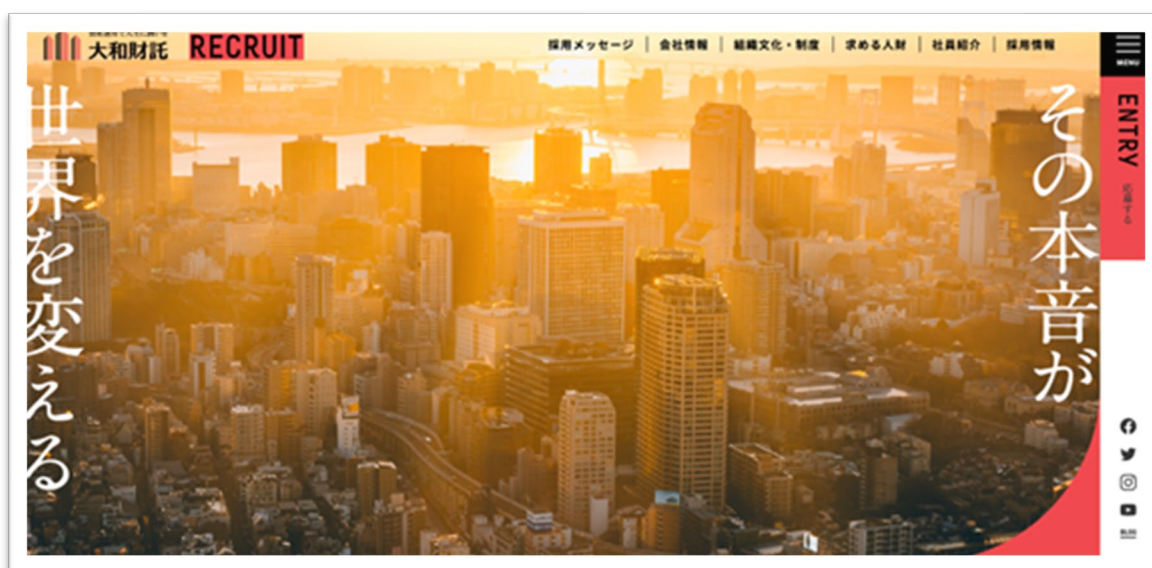 大和財託
RECRUIT
採用メッセージ
会社情報
組織文化・制度
求める人財
社員紹介
採用情報
MENU
ENTRY
応募する
その本音が
世界を変える
BLOG